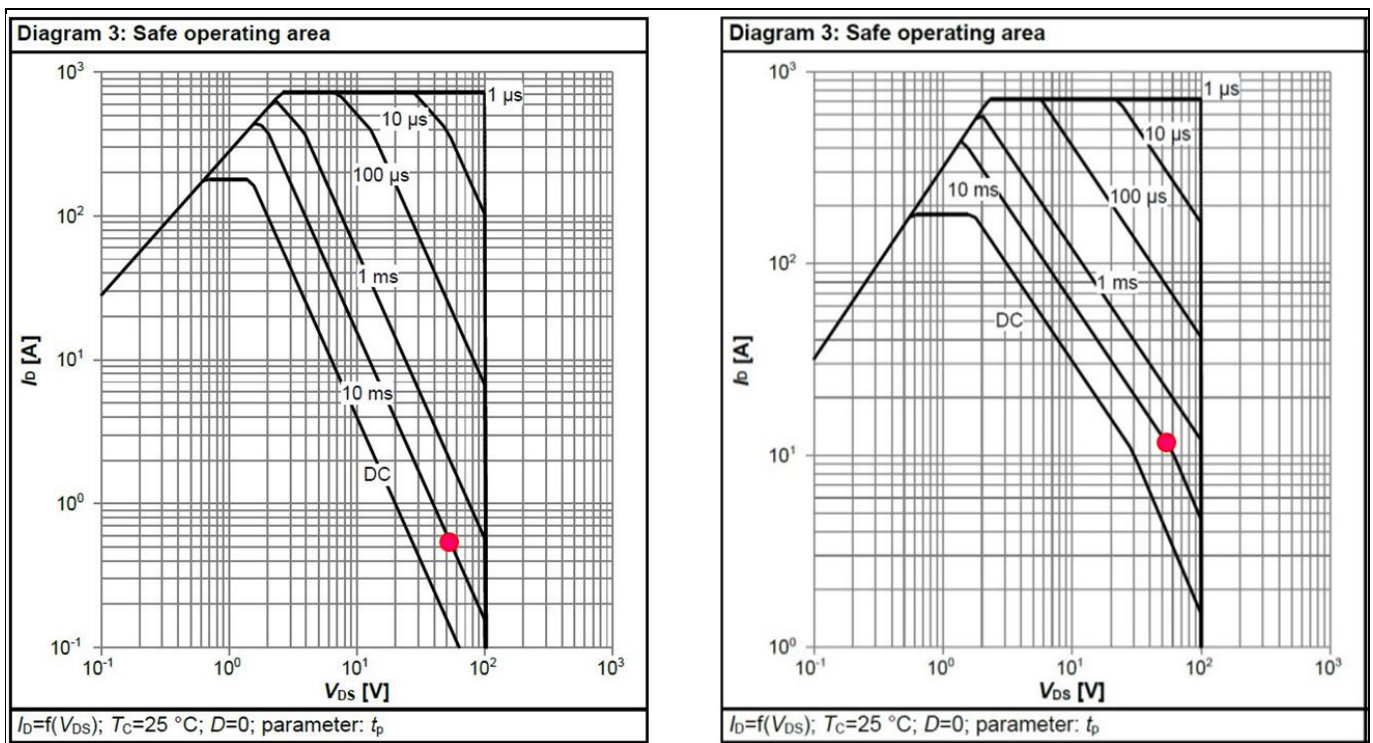 Diagram 3: Safe operating area
10³
10²
10¹
10⁰
10⁻¹
I_D [A]
1 µs
10 µs
100 µs
1 ms
10 ms
DC
10⁻¹
10⁰
10¹
10²
10³
V_DS [V]
I_D=f(V_DS); T_C=25 °C; D=0; parameter: t_p
Diagram 3: Safe operating area
10³
10²
10¹
10⁰
I_D [A]
1 µs
10 µs
10 ms
100 µs
1 ms
DC
10⁻¹
10⁰
10¹
10²
10³
V_DS [V]
I_D=f(V_DS); T_C=25 °C; D=0; parameter: t_p